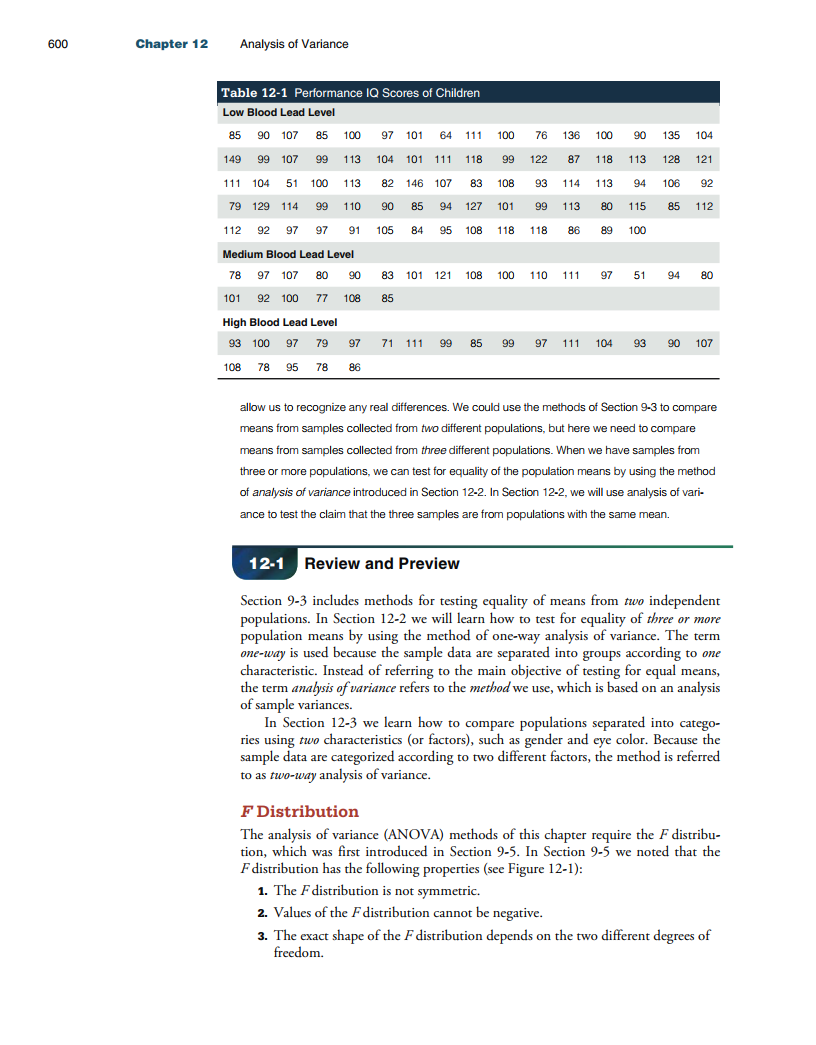 600 Chapter 12 Analysis of Variance
Table 12-1 Performance IQ Scores of Children
Low Blood Lead Level
85 90 107 85 100 97 101 64 111 100 76 136 100 90 135 104
149 99 107 99 113 104 101 111 118 99 122 87 118 113 128 121
111 104 51 100 113 82 146 107 83 108 93 114 113 94 106 92
79 129 114 99 110 90 85 94 127 101 99 113 80 115 85 112
112 92 97 97 91 105 84 95 108 118 118 86 89 100
Medium Blood Lead Level
78 97 107 80 90 83 101 121 108 100 110 111 97 51 94 80
101 92 100 77 108 85
High Blood Lead Level
93 100 97 79 97 71 111 99 85 99 97 111 104 93 90 107
108 78 95 78 86
allow us to recognize any real differences. We could use the methods of Section 9-3 to compare
means from samples collected from two different populations, but here we need to compare
means from samples collected from three different populations. When we have samples from
three or more populations, we can test for equality of the population means by using the method
of analysis of variance introduced in Section 12-2. In Section 12-2, we will use analysis of vari-
ance to test the claim that the three samples are from populations with the same mean.
12-1 Review and Preview
Section 9-3 includes methods for testing equality of means from two independent
populations. In Section 12-2 we will learn how to test for equality of three or more
population means by using the method of one-way analysis of variance. The term
one-way is used because the sample data are separated into groups according to one
characteristic. Instead of referring to the main objective of testing for equal means,
the term analysis of variance refers to the method we use, which is based on an analysis
of sample variances.
In Section 12-3 we learn how to compare populations separated into catego-
ries using two characteristics (or factors), such as gender and eye color. Because the
sample data are categorized according to two different factors, the method is referred
to as two-way analysis of variance.
F Distribution
The analysis of variance (ANOVA) methods of this chapter require the F distribu-
tion, which was first introduced in Section 9-5. In Section 9-5 we noted that the
F distribution has the following properties (see Figure 12-1):
1. The F distribution is not symmetric.
2. Values of the F distribution cannot be negative.
3. The exact shape of the F distribution depends on the two different degrees of
freedom.